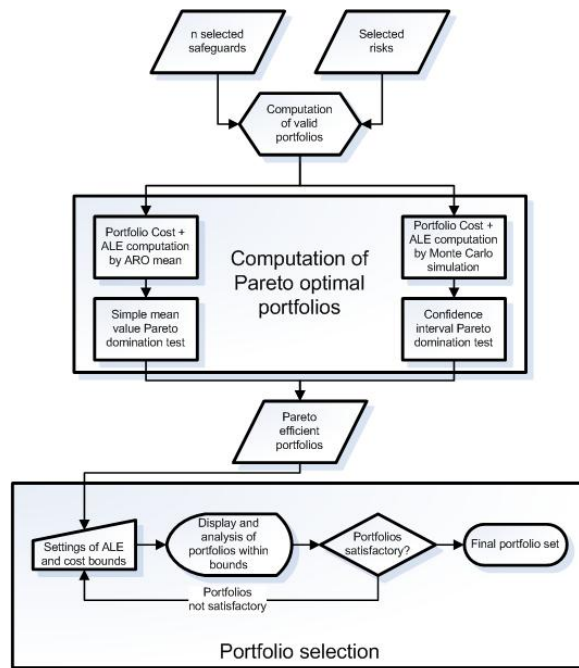 n selected
safeguards
Selected
risks
Computation
of valid
portfolios
Portfolio Cost +
ALE computation
by ARO mean
Portfolio Cost +
ALE computation
by Monte Carlo
simulation
Computation of
Pareto optimal
portfolios
Simple mean
value Pareto
domination test
Confidence
interval Pareto
domination test
Pareto
efficient
portfolios
Settings of ALE
and cost bounds
Display and
analysis of
portfolios within
bounds
Portfolios
satisfactory?
Final portfolio set
Portfolios
not satisfactory
Portfolio selection